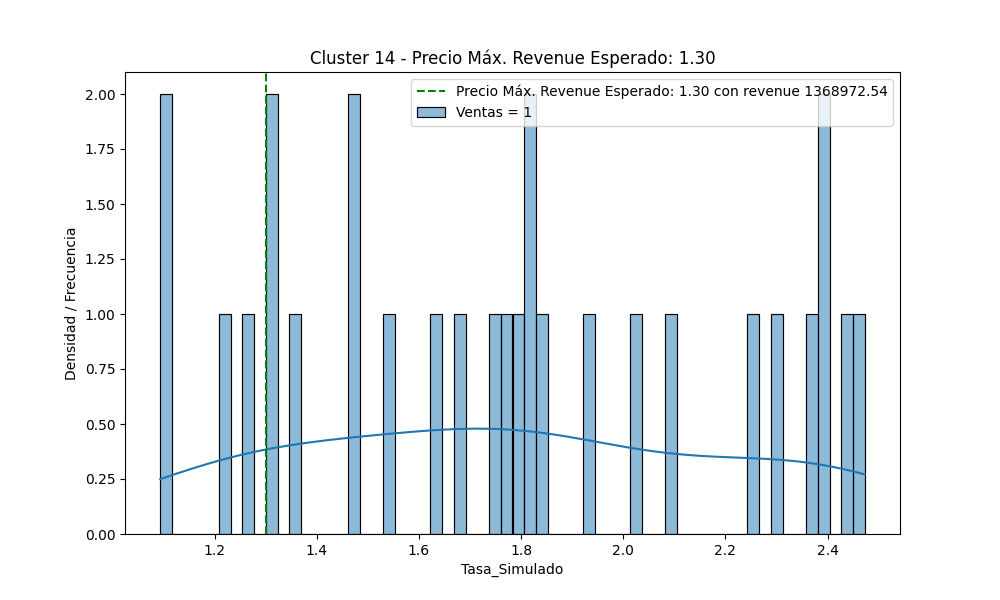 Cluster 14 - Precio Máx. Revenue Esperado: 1.30
Precio Máx. Revenue Esperado: 1.30 con revenue 1368972.54
Ventas = 1
2.00
1.75
1.50
1.25
1.00
0.75
0.50
0.25
0.00
Densidad / Frecuencia
1.2 1.4 1.6 1.8 2.0 2.2 2.4
Tasa_Simulado